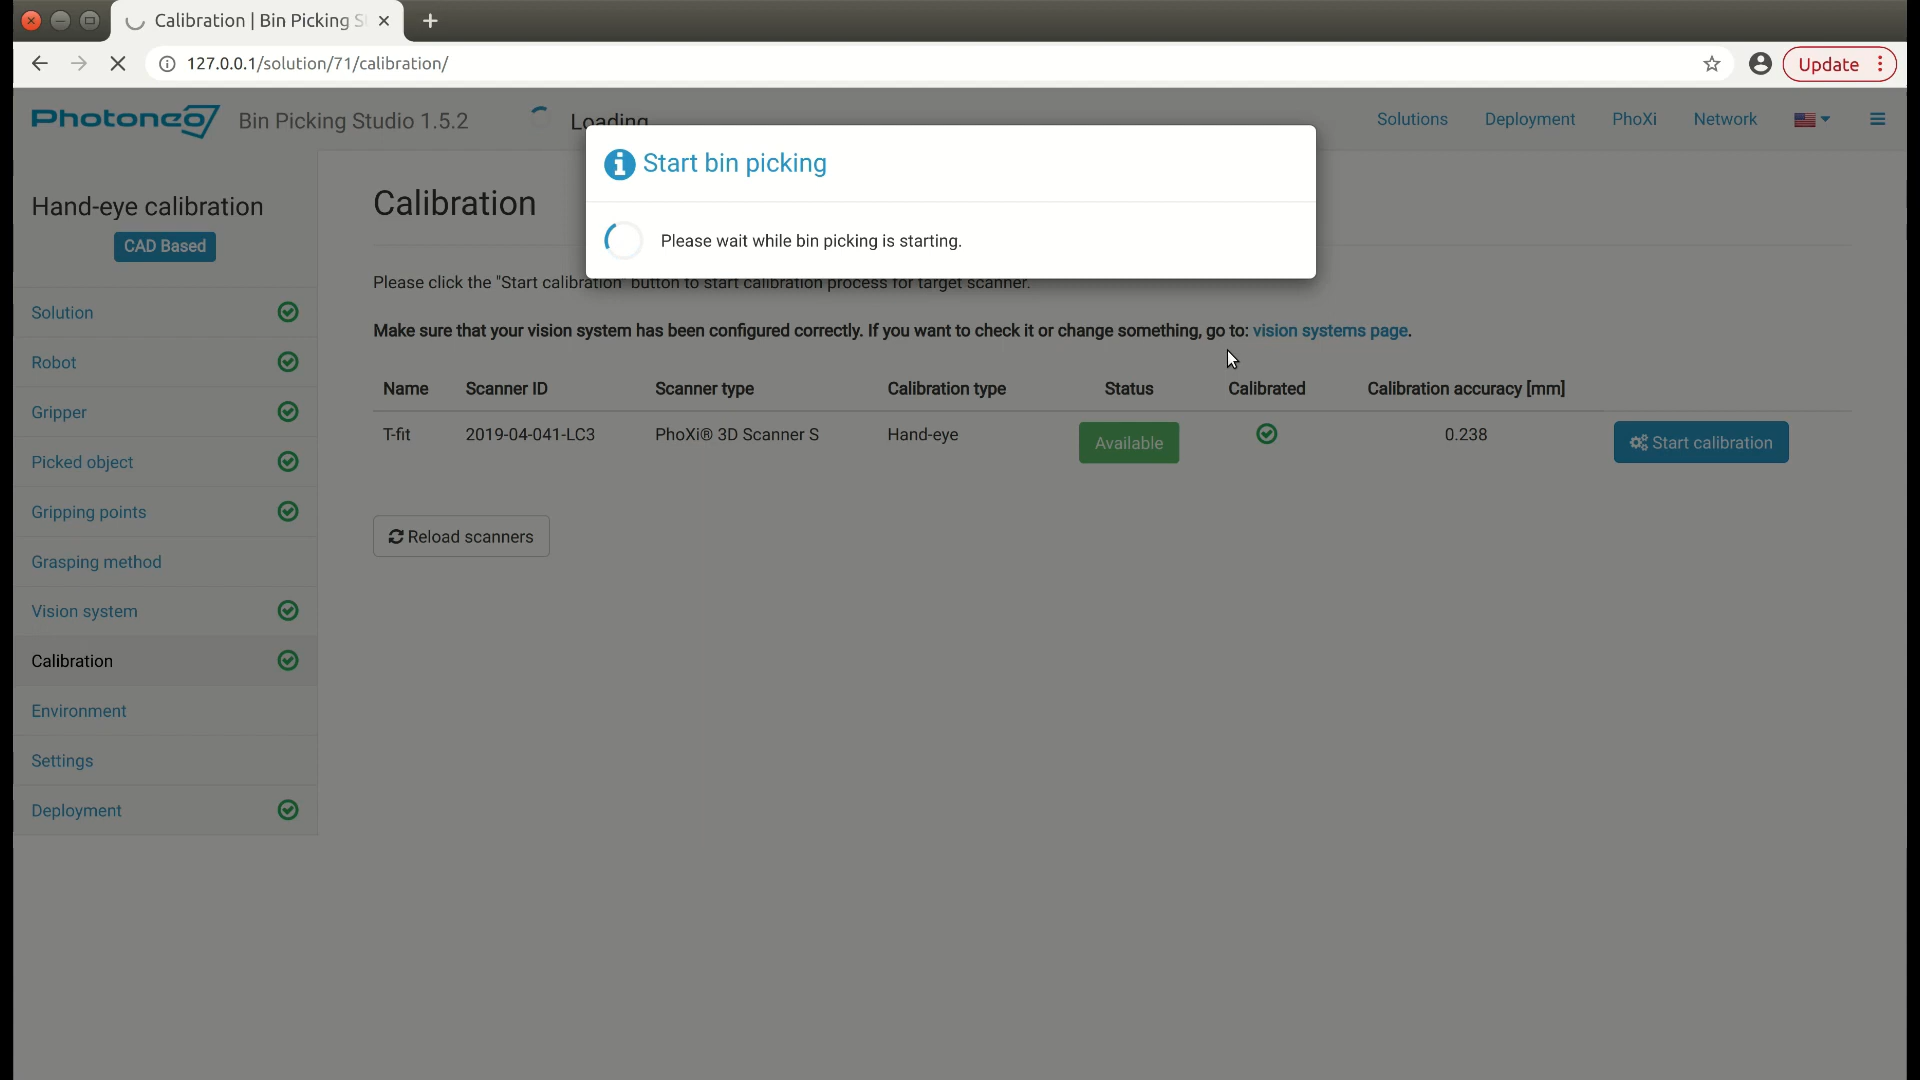 Calibration | Bin Picking S
127.0.0.1/solution/71/calibration/
Update
Photoneo
Bin Picking Studio 1.5.2
Loading
Solutions
Deployment
PhoXi
Network
Start bin picking
Please wait while bin picking is starting.
Hand-eye calibration
CAD Based
Solution
Robot
Gripper
Picked object
Gripping points
Grasping method
Vision system
Calibration
Environment
Settings
Deployment
Calibration
Please click the "Start calibration" button to start calibration process for target scanner.
Make sure that your vision system has been configured correctly. If you want to check it or change something, go to: vision systems page.
Name Scanner ID Scanner type Calibration type Status Calibrated Calibration accuracy [mm]
T-fit 2019-04-041-LC3 PhoXi® 3D Scanner S Hand-eye Available 0.238 Start calibration
Reload scanners